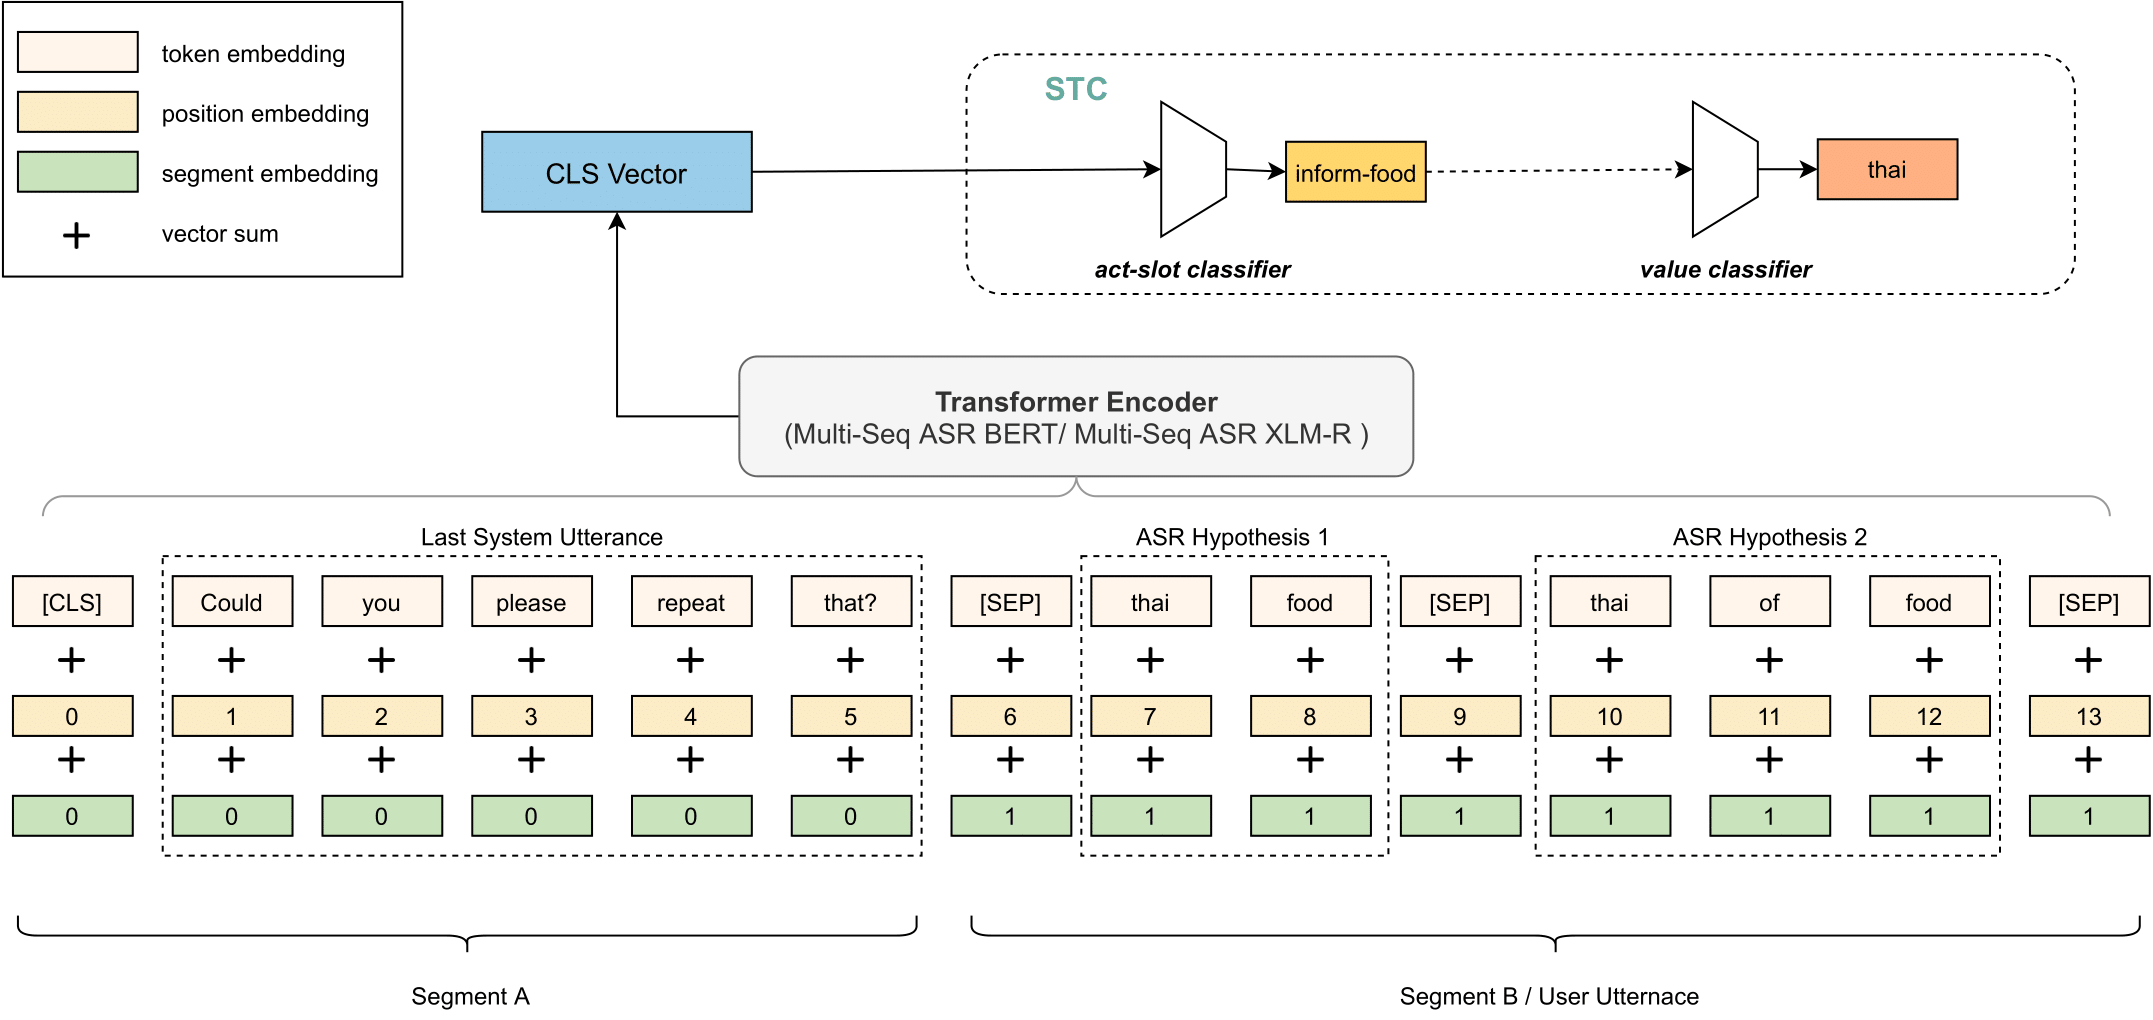 token embedding
position embedding
segment embedding
+ vector sum
STC
CLS Vector
inform-food
thai
act-slot classifier
value classifier
Transformer Encoder
(Multi-Seq ASR BERT/ Multi-Seq ASR XLM-R )
Last System Utterance
ASR Hypothesis 1
ASR Hypothesis 2
[CLS] Could you please repeat that? [SEP] thai food [SEP] thai of food [SEP]
+ + + + + + + + + + + + + +
0 1 2 3 4 5 6 7 8 9 10 11 12 13
+ + + + + + + + + + + + + +
0 0 0 0 0 0 1 1 1 1 1 1 1 1
Segment A
Segment B / User Utternace